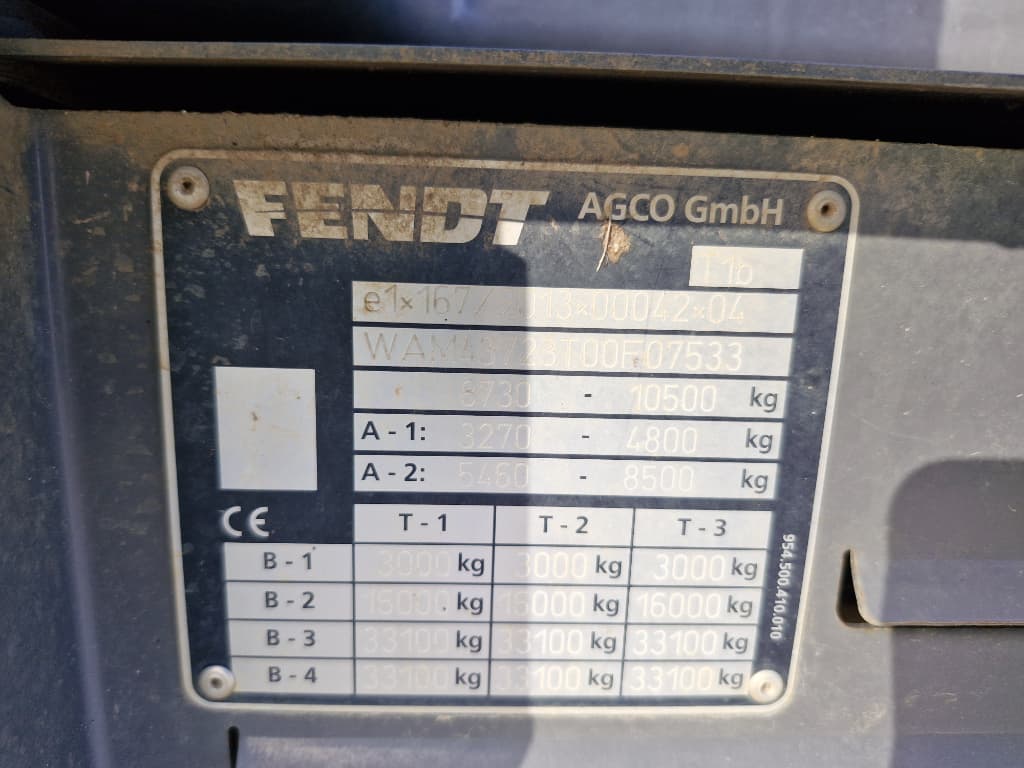 FENDT AGCO GmbH
T1b
e1*167/2013*00042*04
WAM43723T00F07533
8730 - 10500 kg
A - 1: 3270 - 4800 kg
A - 2: 5460 - 8500 kg
CE T - 1 T - 2 T - 3
B - 1 3000 kg 3000 kg 3000 kg
B - 2 16000 kg 16000 kg 16000 kg
B - 3 33100 kg 33100 kg 33100 kg
B - 4 33100 kg 33100 kg 33100 kg
954.500.410.010